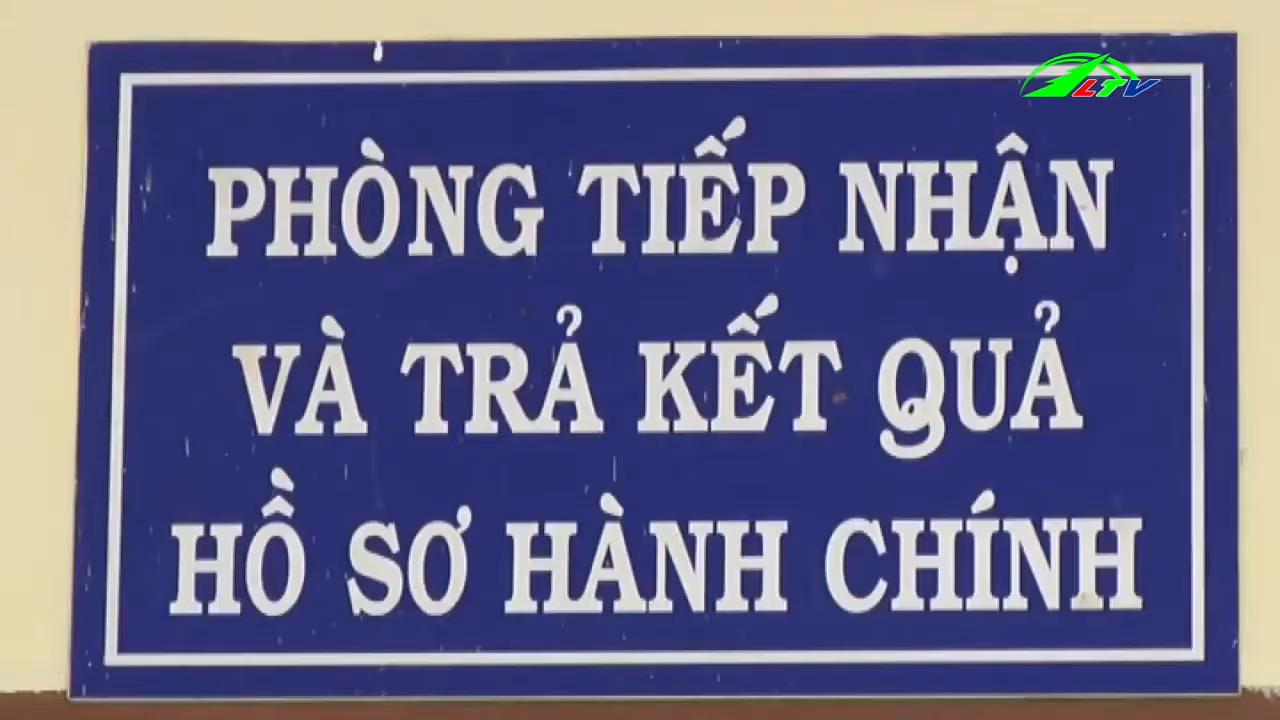 LTV
PHÒNG TIẾP NHẬN
VÀ TRẢ KẾT QUẢ
HỒ SƠ HÀNH CHÍNH